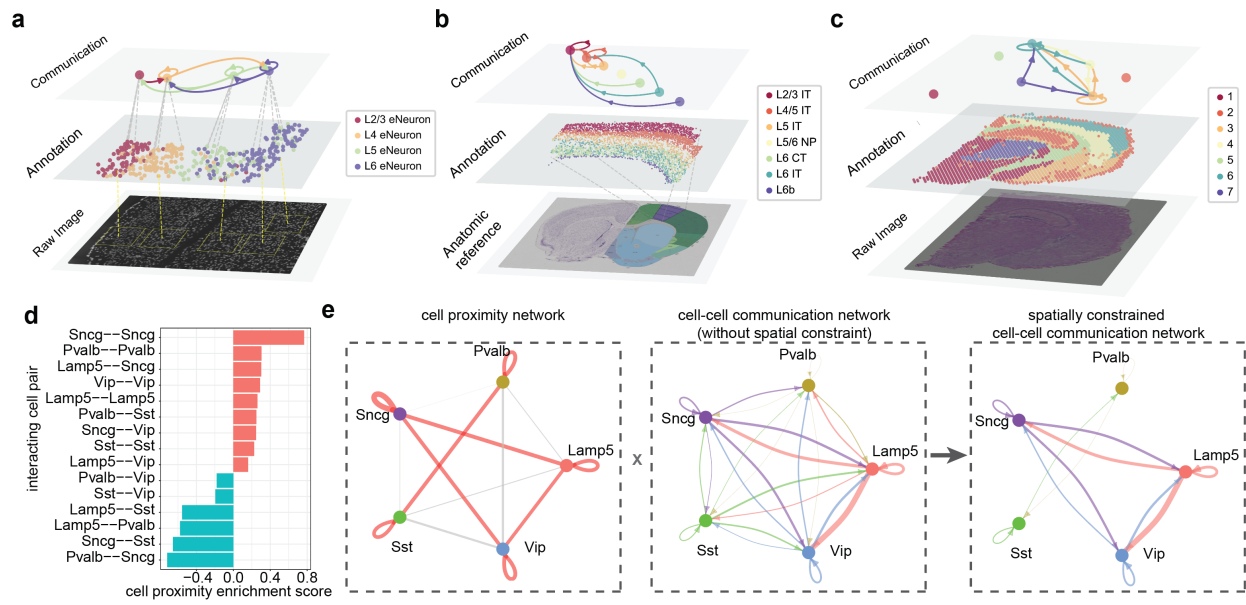 a
Communication
Annotation
Raw Image
L2/3 eNeuron
L4 eNeuron
L5 eNeuron
L6 eNeuron
b
Communication
Annotation
Anatomic
reference
L2/3 IT
L4/5 IT
L5 IT
L5/6 NP
L6 CT
L6 IT
L6b
c
Communication
Annotation
Raw Image
1
2
3
4
5
6
7
d
interacting cell pair
Sncg--Sncg
Pvalb--Pvalb
Lamp5--Sncg
Vip--Vip
Lamp5--Lamp5
Pvalb--Sst
Sncg--Vip
Sst--Sst
Lamp5--Vip
Pvalb--Vip
Sst--Vip
Lamp5--Sst
Lamp5--Pvalb
Sncg--Sst
Pvalb--Sncg
−0.4 0.0 0.4 0.8
cell proximity enrichment score
e
cell proximity network
Pvalb
Sncg
Lamp5
Sst
Vip
x
cell-cell communication network
(without spatial constraint)
Pvalb
Sncg
Lamp5
Sst
Vip
spatially constrained
cell-cell communication network
Pvalb
Sncg
Lamp5
Sst
Vip